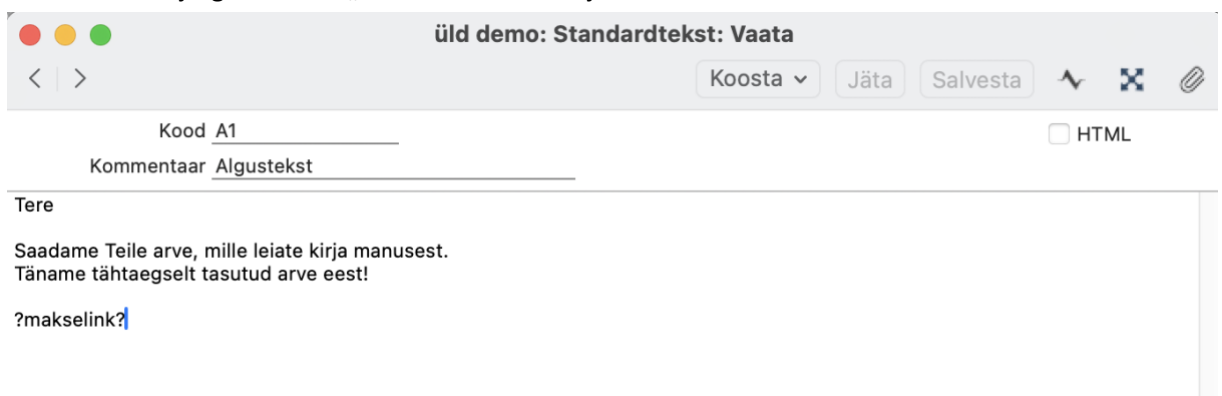 üld demo: Standardtekst: Vaata
Koosta Jäta Salvesta
Kood A1 HTML
Kommentaar Algustekst
Tere
Saadame Teile arve, mille leiate kirja manusest.
Täname tähtaegselt tasutud arve eest!
?makselink?